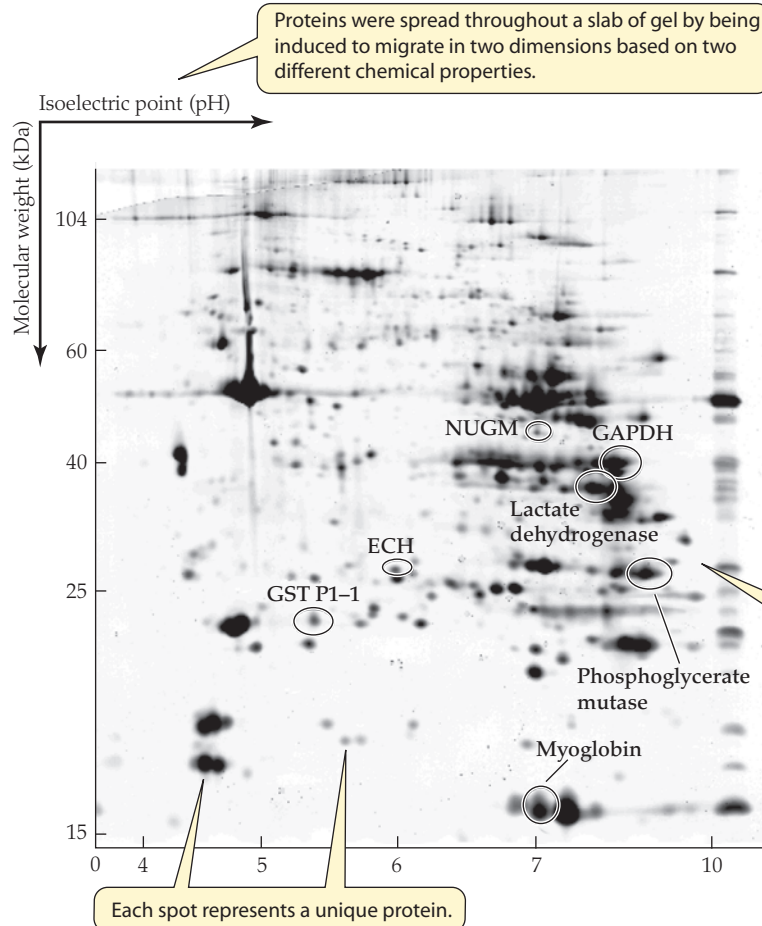 Proteins were spread throughout a slab of gel by being
induced to migrate in two dimensions based on two
different chemical properties.
Isoelectric point (pH)
Molecular weight (kDa)
104
60
40
25
15
NUGM
GAPDH
Lactate
dehydrogenase
ECH
GST P1–1
Phosphoglycerate
mutase
Myoglobin
0 4 5 6 7 10
Each spot represents a unique protein.